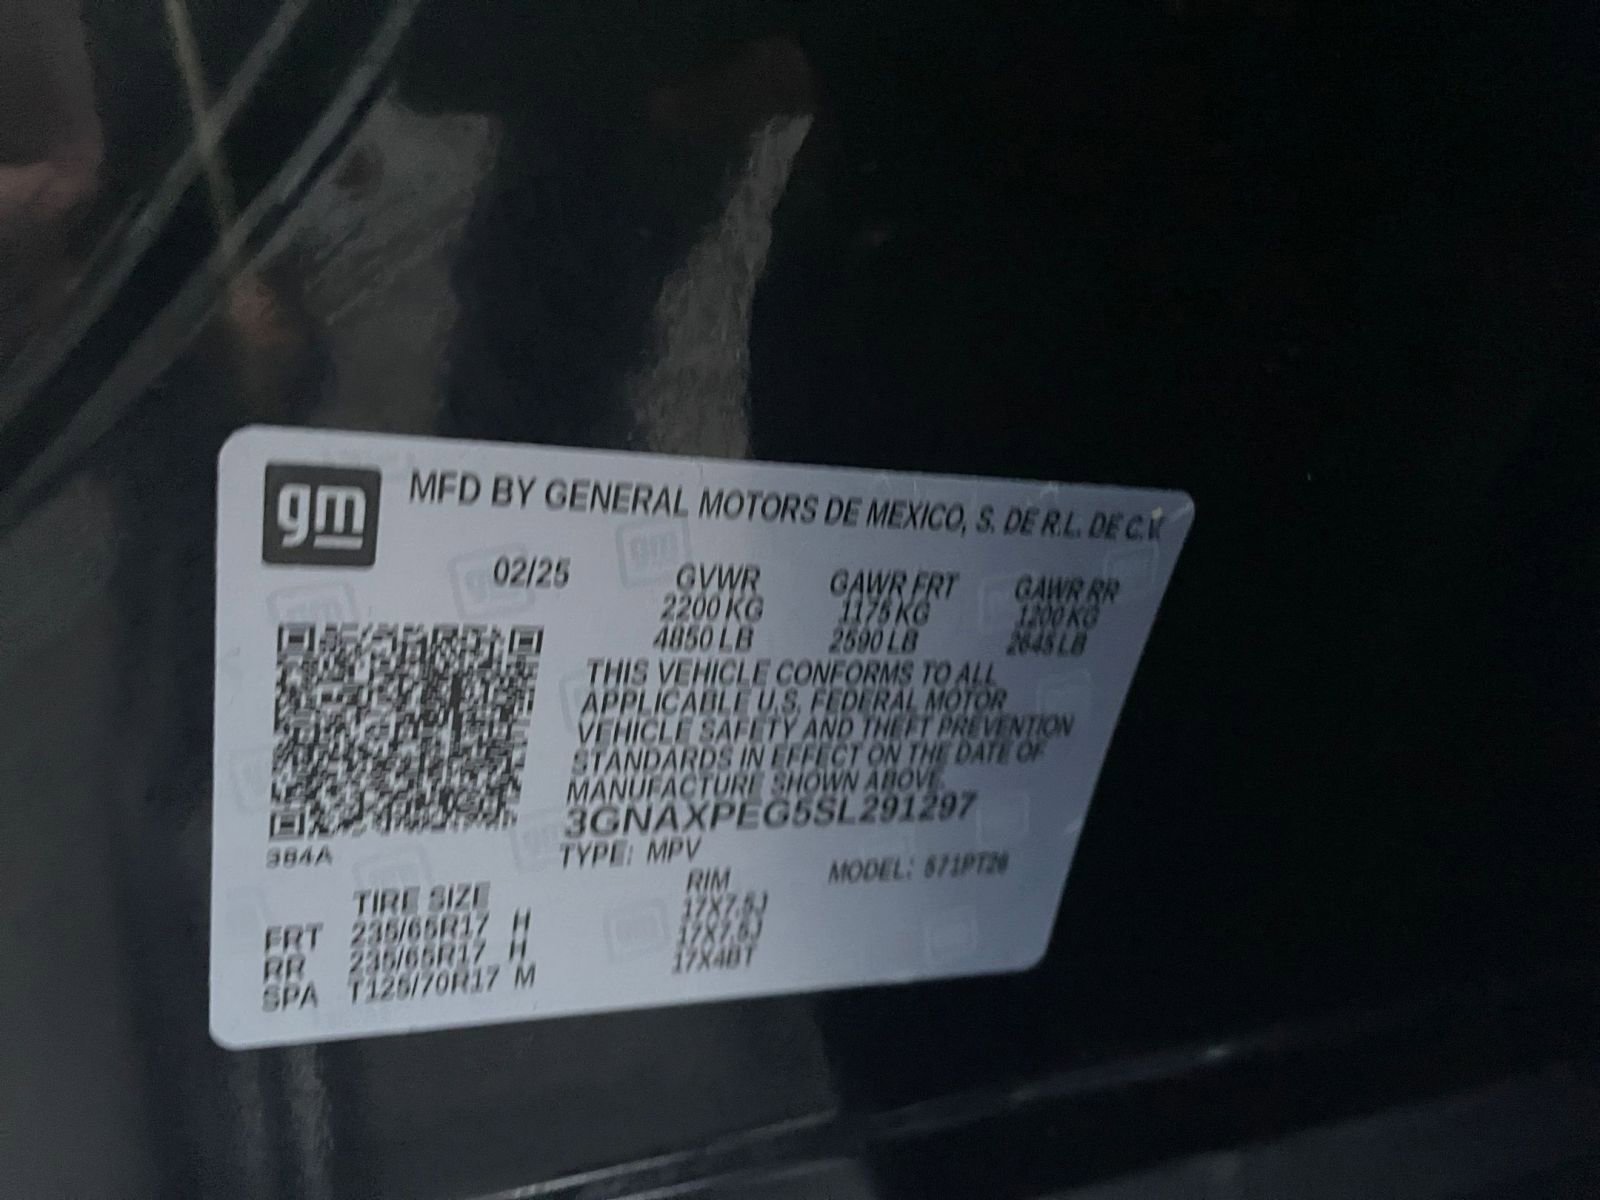 gm
MFD BY GENERAL MOTORS DE MEXICO, S. DE R.L. DE C.V.
02/25 GVWR GAWR FRT GAWR RR
2200 KG 1175 KG 1200 KG
4850 LB 2590 LB 2645 LB
THIS VEHICLE CONFORMS TO ALL
APPLICABLE U.S. FEDERAL MOTOR
VEHICLE SAFETY AND THEFT PREVENTION
STANDARDS IN EFFECT ON THE DATE OF
MANUFACTURE SHOWN ABOVE.
3GNAXPEG5SL291297
384A TYPE: MPV MODEL:
TIRE SIZE RIM
FRT 235/65R17 H 17X7.5J
RR 235/65R17 H 17X7.5J
SPA T125/70R17 M 17X4BT